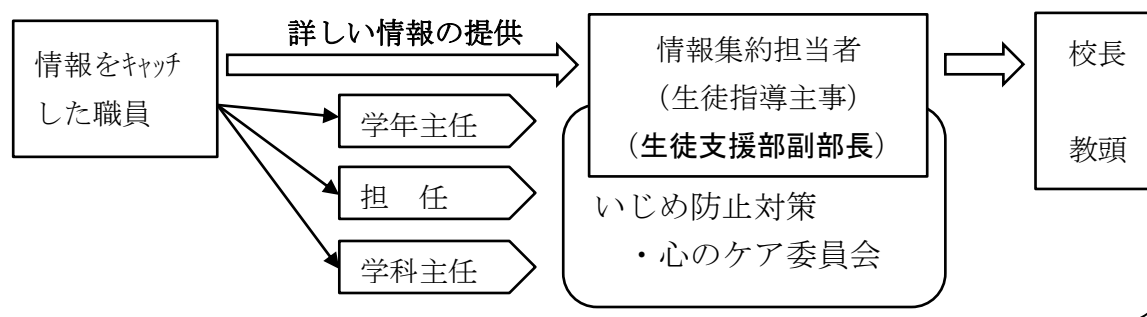 情報をｷｬｯﾁ
した職員
詳しい情報の提供
学年主任
担　任
学科主任
情報集約担当者
（生徒指導主事）
（生徒支援部副部長）
いじめ防止対策
・心のケア委員会
校長
教頭